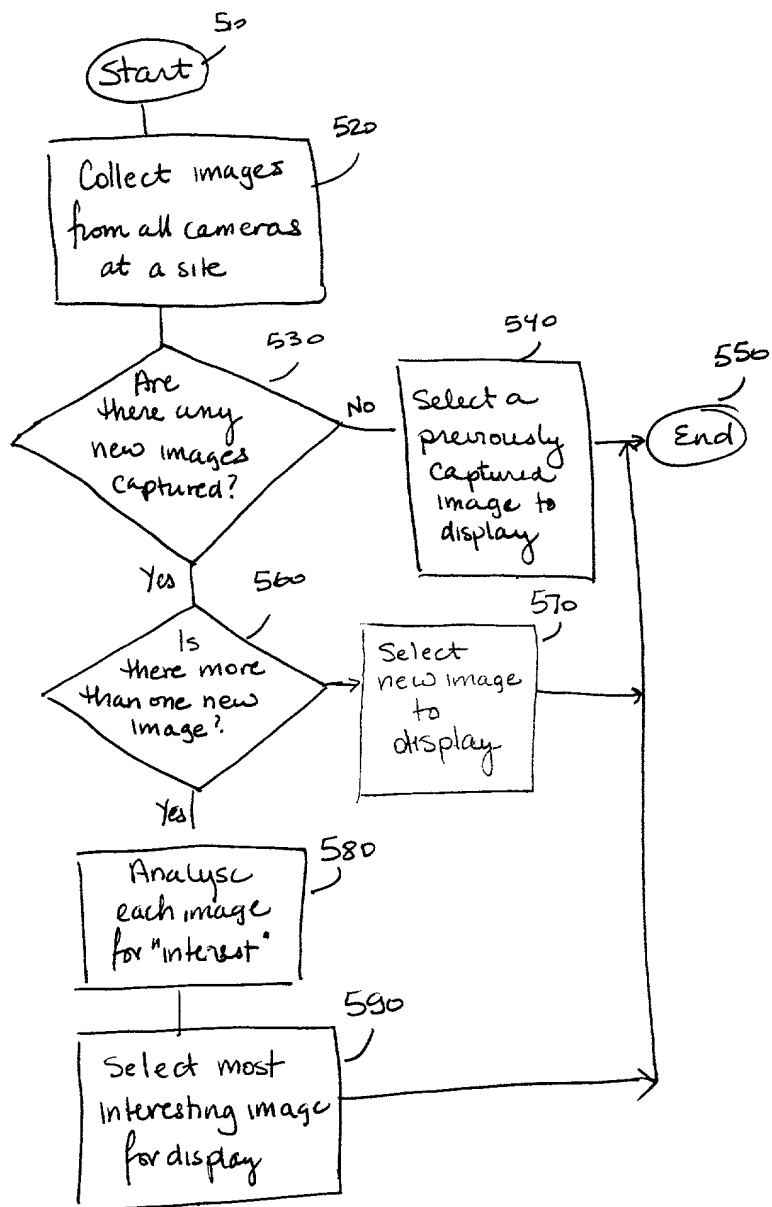 510
Start
520
Collect images
from all cameras
at a site
530
Are
there any
new images
captured?
No
540
Select a
previously
captured
image to
display
550
End
Yes
560
Is
there more
than one new
image?
570
Select
new image
to
display
Yes
580
Analyse
each image
for "interest"
590
Select most
interesting image
for display